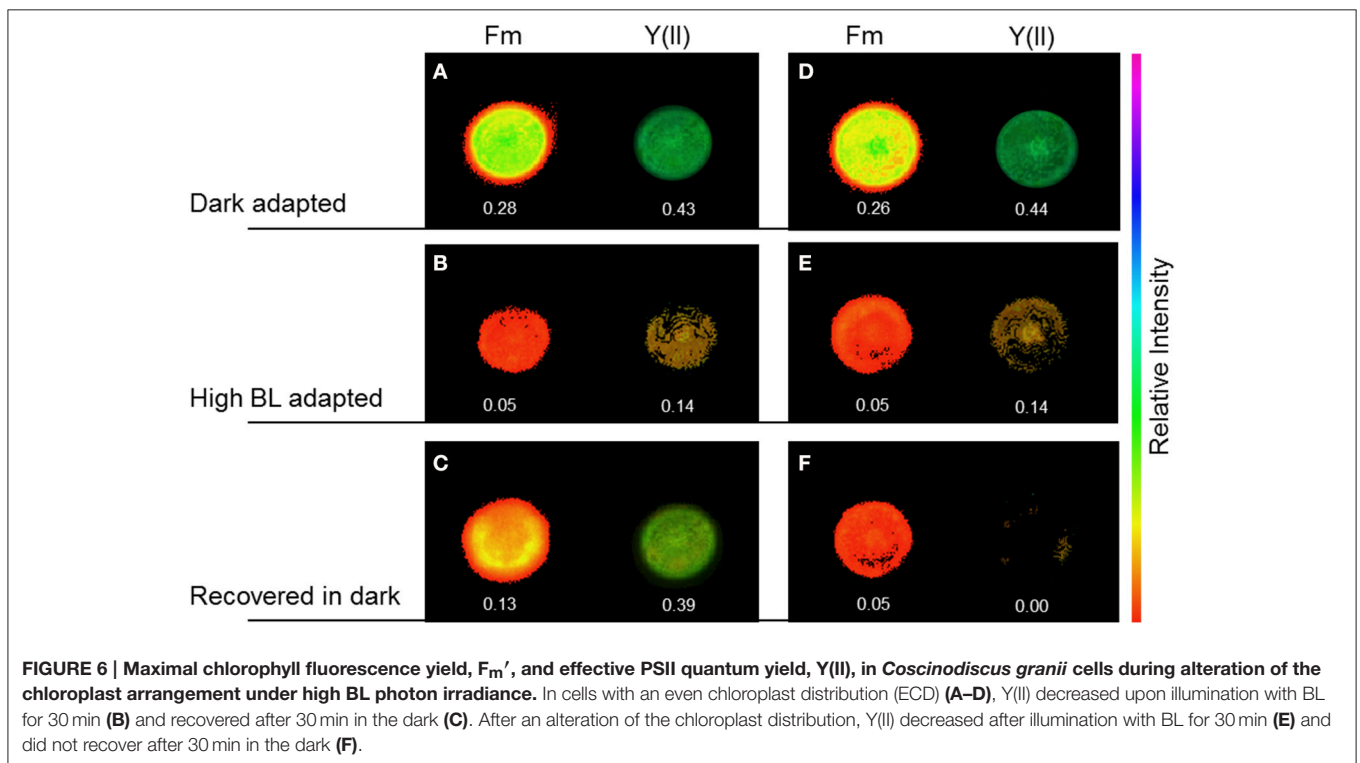 Fm Y(II) Fm Y(II)
A D
0.28 0.43 0.26 0.44
Dark adapted
B E
0.05 0.14 0.05 0.14
High BL adapted
C F
0.13 0.39 0.05 0.00
Recovered in dark
Relative Intensity
FIGURE 6 | Maximal chlorophyll fluorescence yield, Fm′, and effective PSII quantum yield, Y(II), in Coscinodiscus granii cells during alteration of the
chloroplast arrangement under high BL photon irradiance. In cells with an even chloroplast distribution (ECD) (A–D), Y(II) decreased upon illumination with BL
for 30 min (B) and recovered after 30 min in the dark (C). After an alteration of the chloroplast distribution, Y(II) decreased after illumination with BL for 30 min (E) and
did not recover after 30 min in the dark (F).